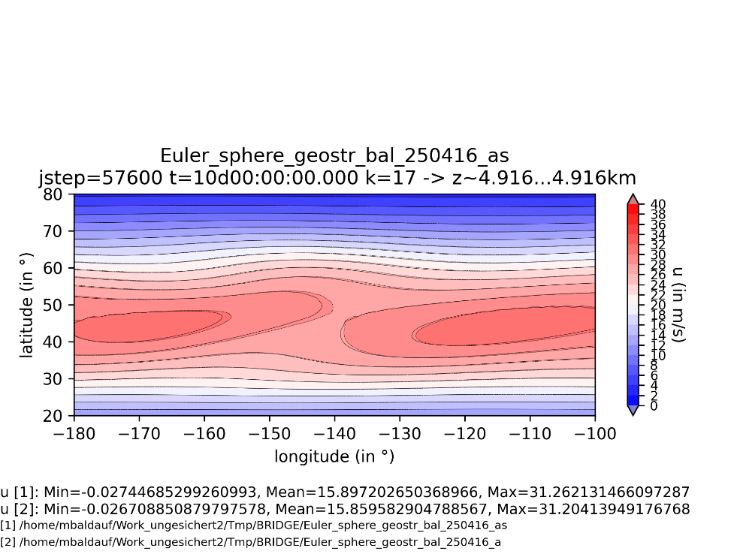 Euler_sphere_geostr_bal_250416_as
jstep=57600 t=10d00:00:00.000 k=17 -> z~4.916...4.916km
80
70
60
50
40
30
20
latitude (in °)
−180 −170 −160 −150 −140 −130 −120 −110 −100
longitude (in °)
40
38
36
34
32
30
28
26
24
22
20
18
16
14
12
10
8
6
4
2
0
u (in m/s)
u [1]: Min=-0.02744685299260993, Mean=15.897202650368966, Max=31.262131466097287
u [2]: Min=-0.026708850879797578, Mean=15.859582904788567, Max=31.20413949176768
[1] /home/mbaldauf/Work_ungesichert2/Tmp/BRIDGE/Euler_sphere_geostr_bal_250416_as
[2] /home/mbaldauf/Work_ungesichert2/Tmp/BRIDGE/Euler_sphere_geostr_bal_250416_a